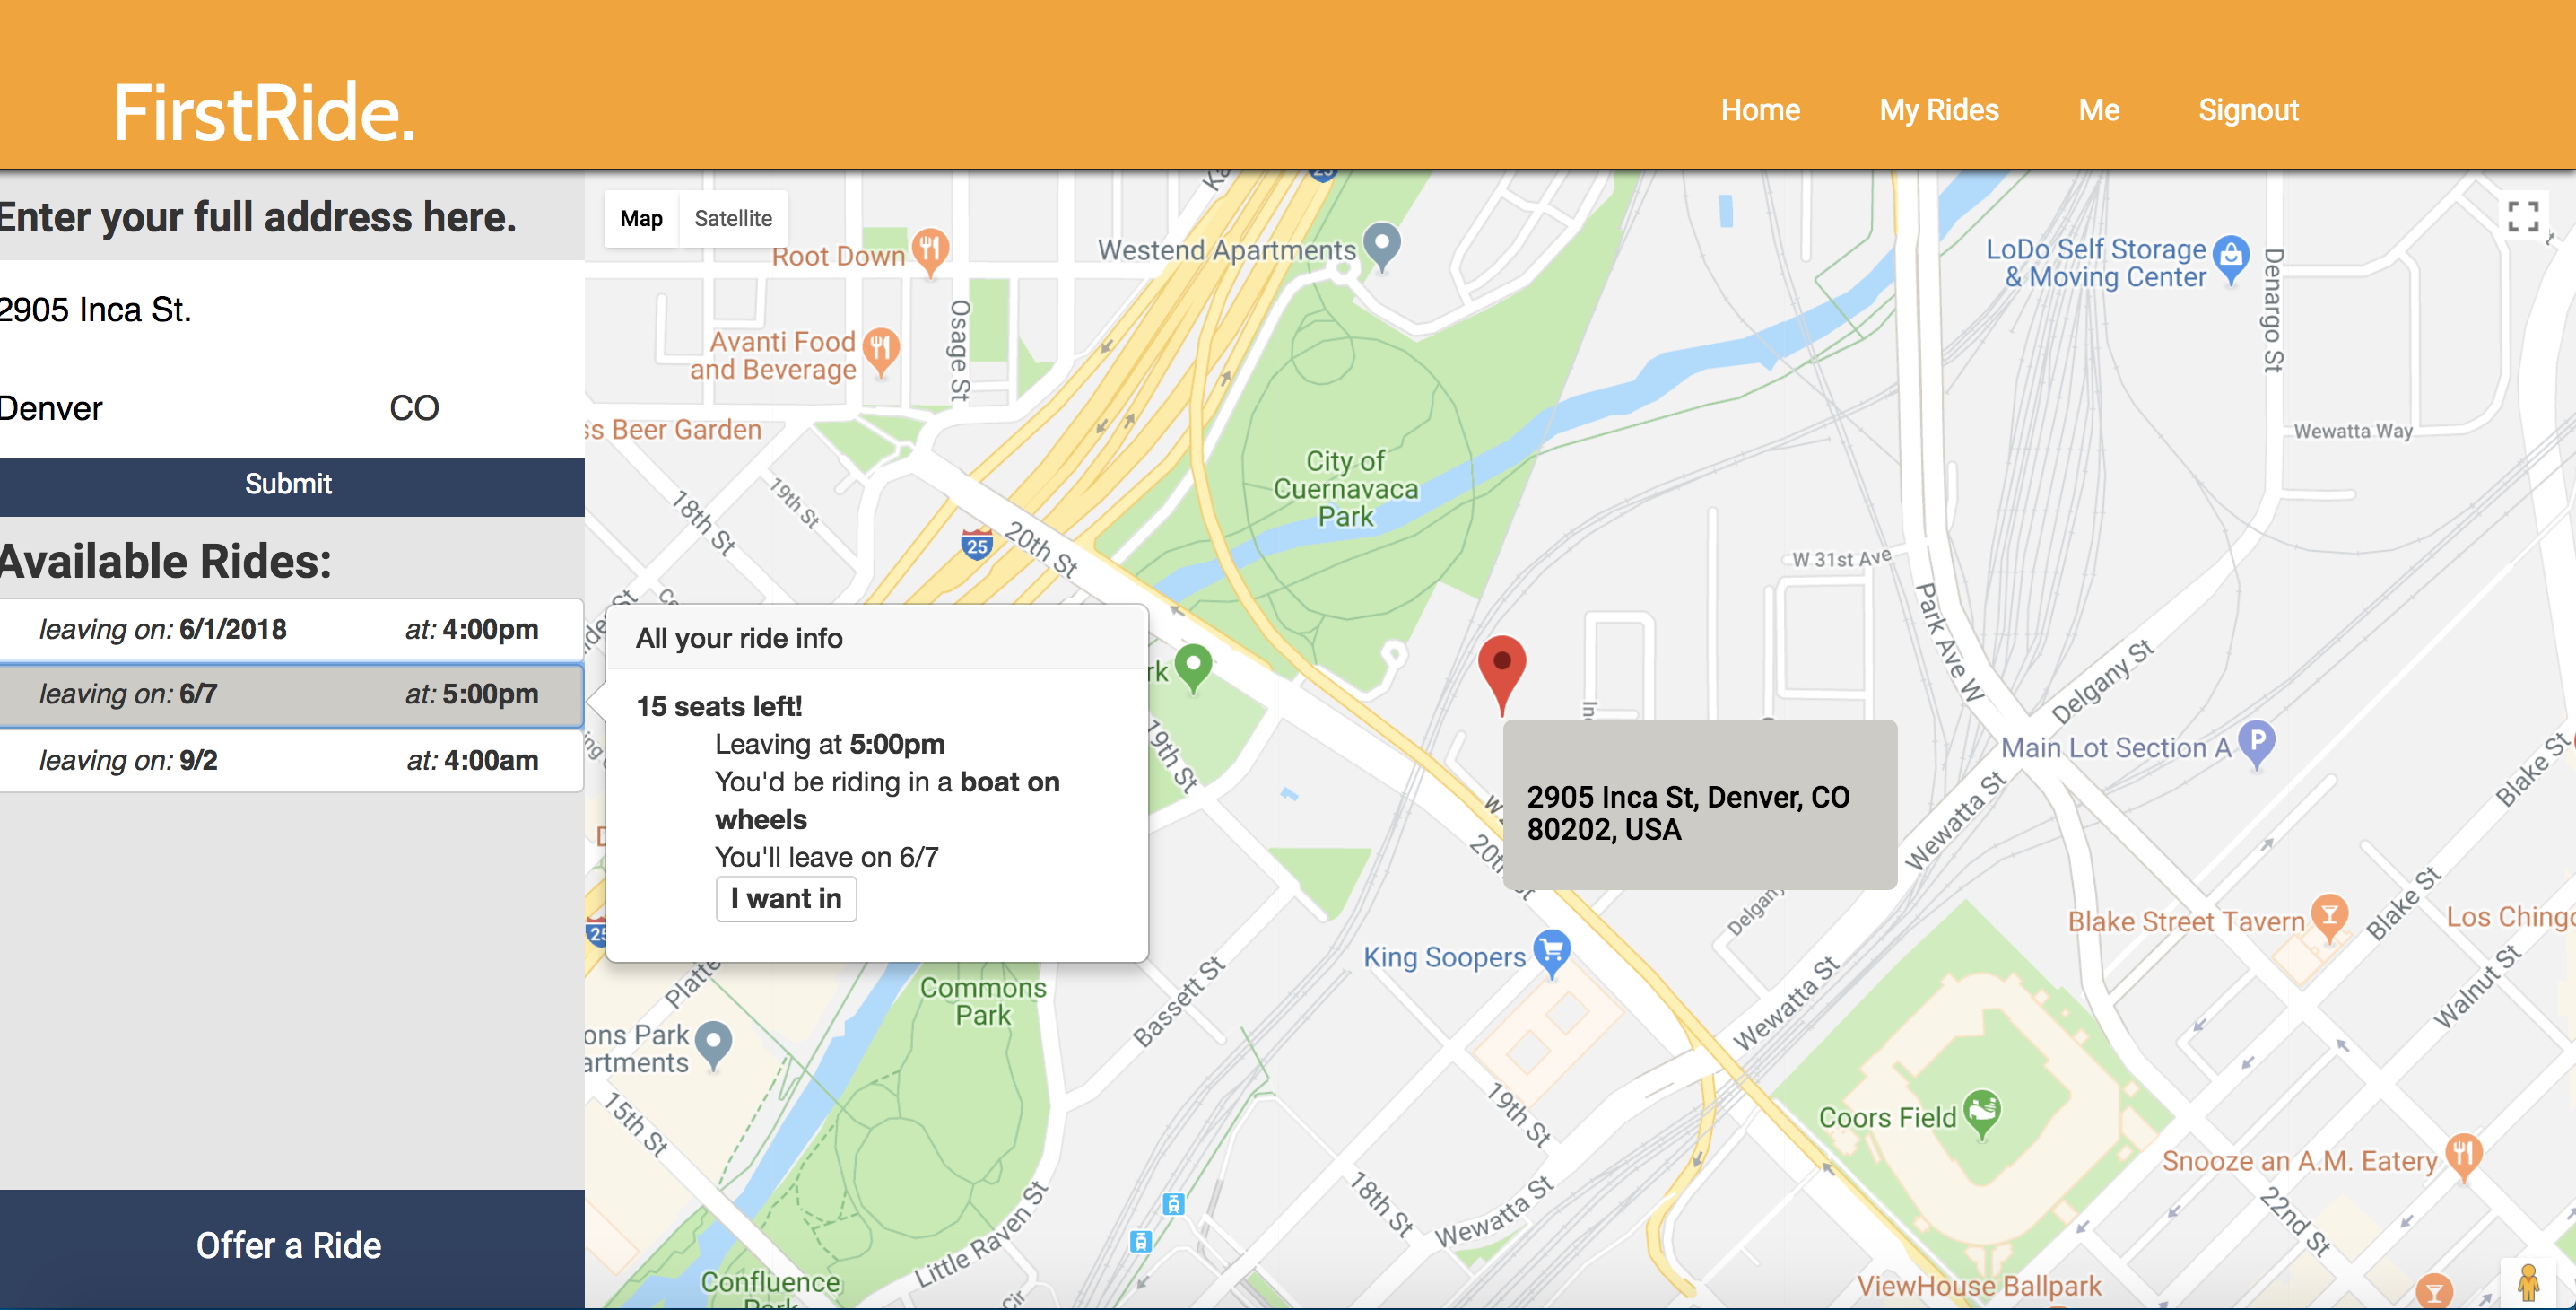 FirstRide.
Home My Rides Me Signout
Enter your full address here.
2905 Inca St.
Denver CO
Submit
Available Rides:
leaving on: 6/1/2018 at: 4:00pm
leaving on: 6/7 at: 5:00pm
leaving on: 9/2 at: 4:00am
Offer a Ride
All your ride info
15 seats left!
Leaving at 5:00pm
You'd be riding in a boat on
wheels
You'll leave on 6/7
I want in
Map Satellite
Root Down
Westend Apartments
LoDo Self Storage
& Moving Center
Denargo St
Osage St
Avanti Food
and Beverage
Beer Garden
Wewatta Way
City of
Cuernavaca
Park
18th St
19th St
25
20th St
W 31st Ave
Park Ave W
Delgany St
Main Lot Section A
P
Blake St
19th St
2905 Inca St, Denver, CO
80202, USA
Wewatta St
Blake Street Tavern
Blake St
Los
King Soopers
Walnut St
Platte
25
Commons
Park
Bassett St
Wewatta St
Park
15th St
19th St
Coors Field
Snooze an A.M. Eatery
18th St
Wewatta St
22nd St
Little Raven St
Confluence
Park
Cir
ViewHouse Ballpark